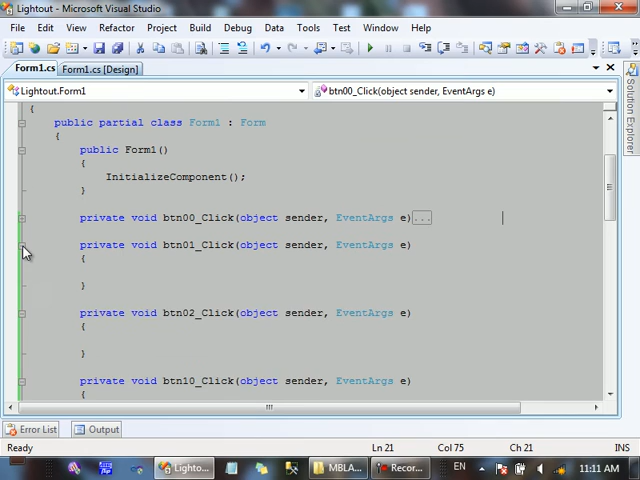 Lightout - Microsoft Visual Studio
File Edit View Refactor Project Build Debug Data Tools Test Window Help
Form1.cs Form1.cs [Design]
Lightout.Form1 btn00_Click(object sender, EventArgs e)
{
public partial class Form1 : Form
{
public Form1()
{
InitializeComponent();
}
private void btn00_Click(object sender, EventArgs e)...
private void btn01_Click(object sender, EventArgs e)
{
}
private void btn02_Click(object sender, EventArgs e)
{
}
private void btn10_Click(object sender, EventArgs e)
{
Solution Explorer
Error List Output
Ready Ln 21 Col 75 Ch 21 INS
Lighto... MBLA... Recor... EN 11:11 AM